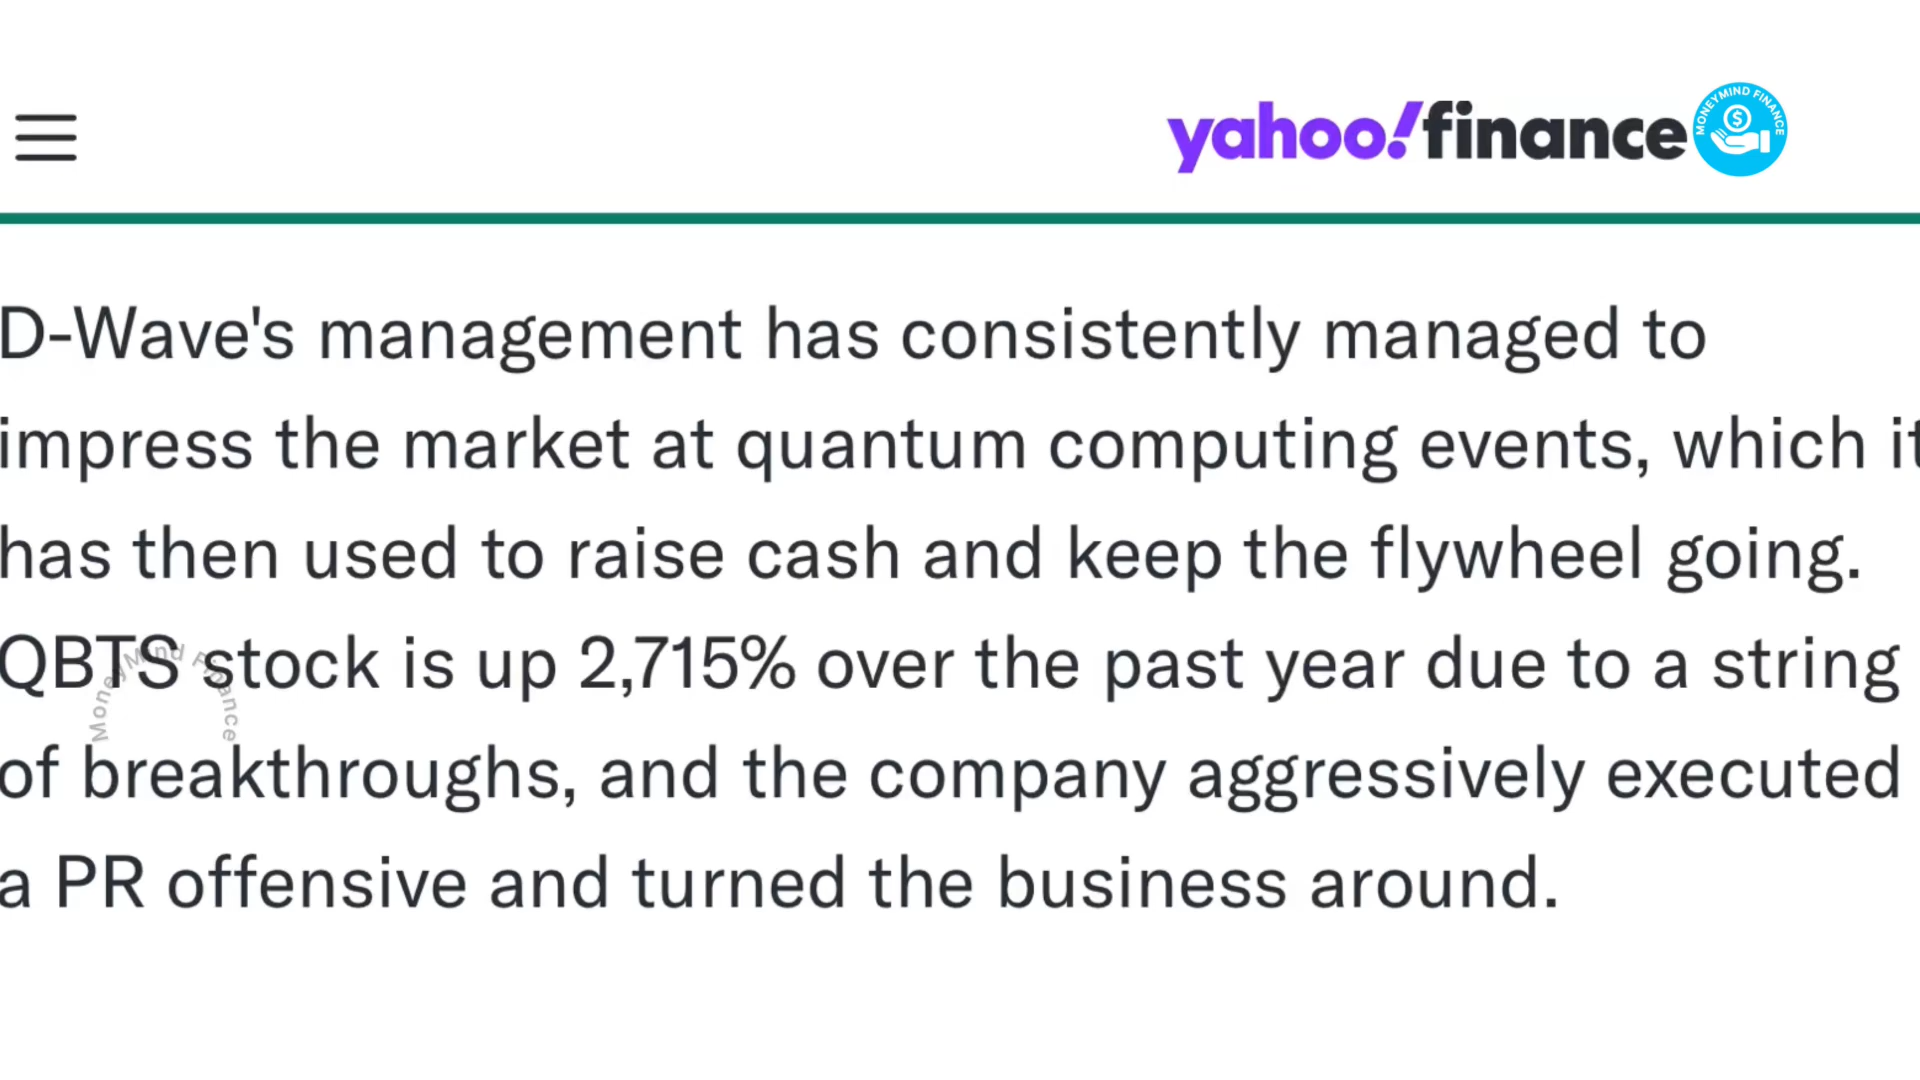 yahoo!finance
MONEYMIND FINANCE
$
D-Wave's management has consistently managed to
impress the market at quantum computing events, which it
has then used to raise cash and keep the flywheel going.
QBTS stock is up 2,715% over the past year due to a string
of breakthroughs, and the company aggressively executed
a PR offensive and turned the business around.
MoneyMind Finance